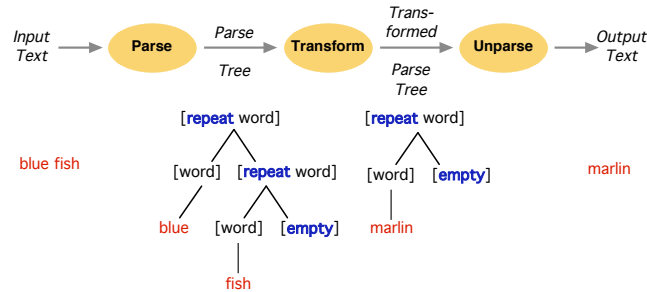 Input
Text
Parse
Parse
Tree
Transform
Trans-
formed
Parse
Tree
Unparse
Output
Text
blue fish
[repeat word]
[word] [repeat word]
blue [word] [empty]
fish
[repeat word]
[word] [empty]
marlin
marlin